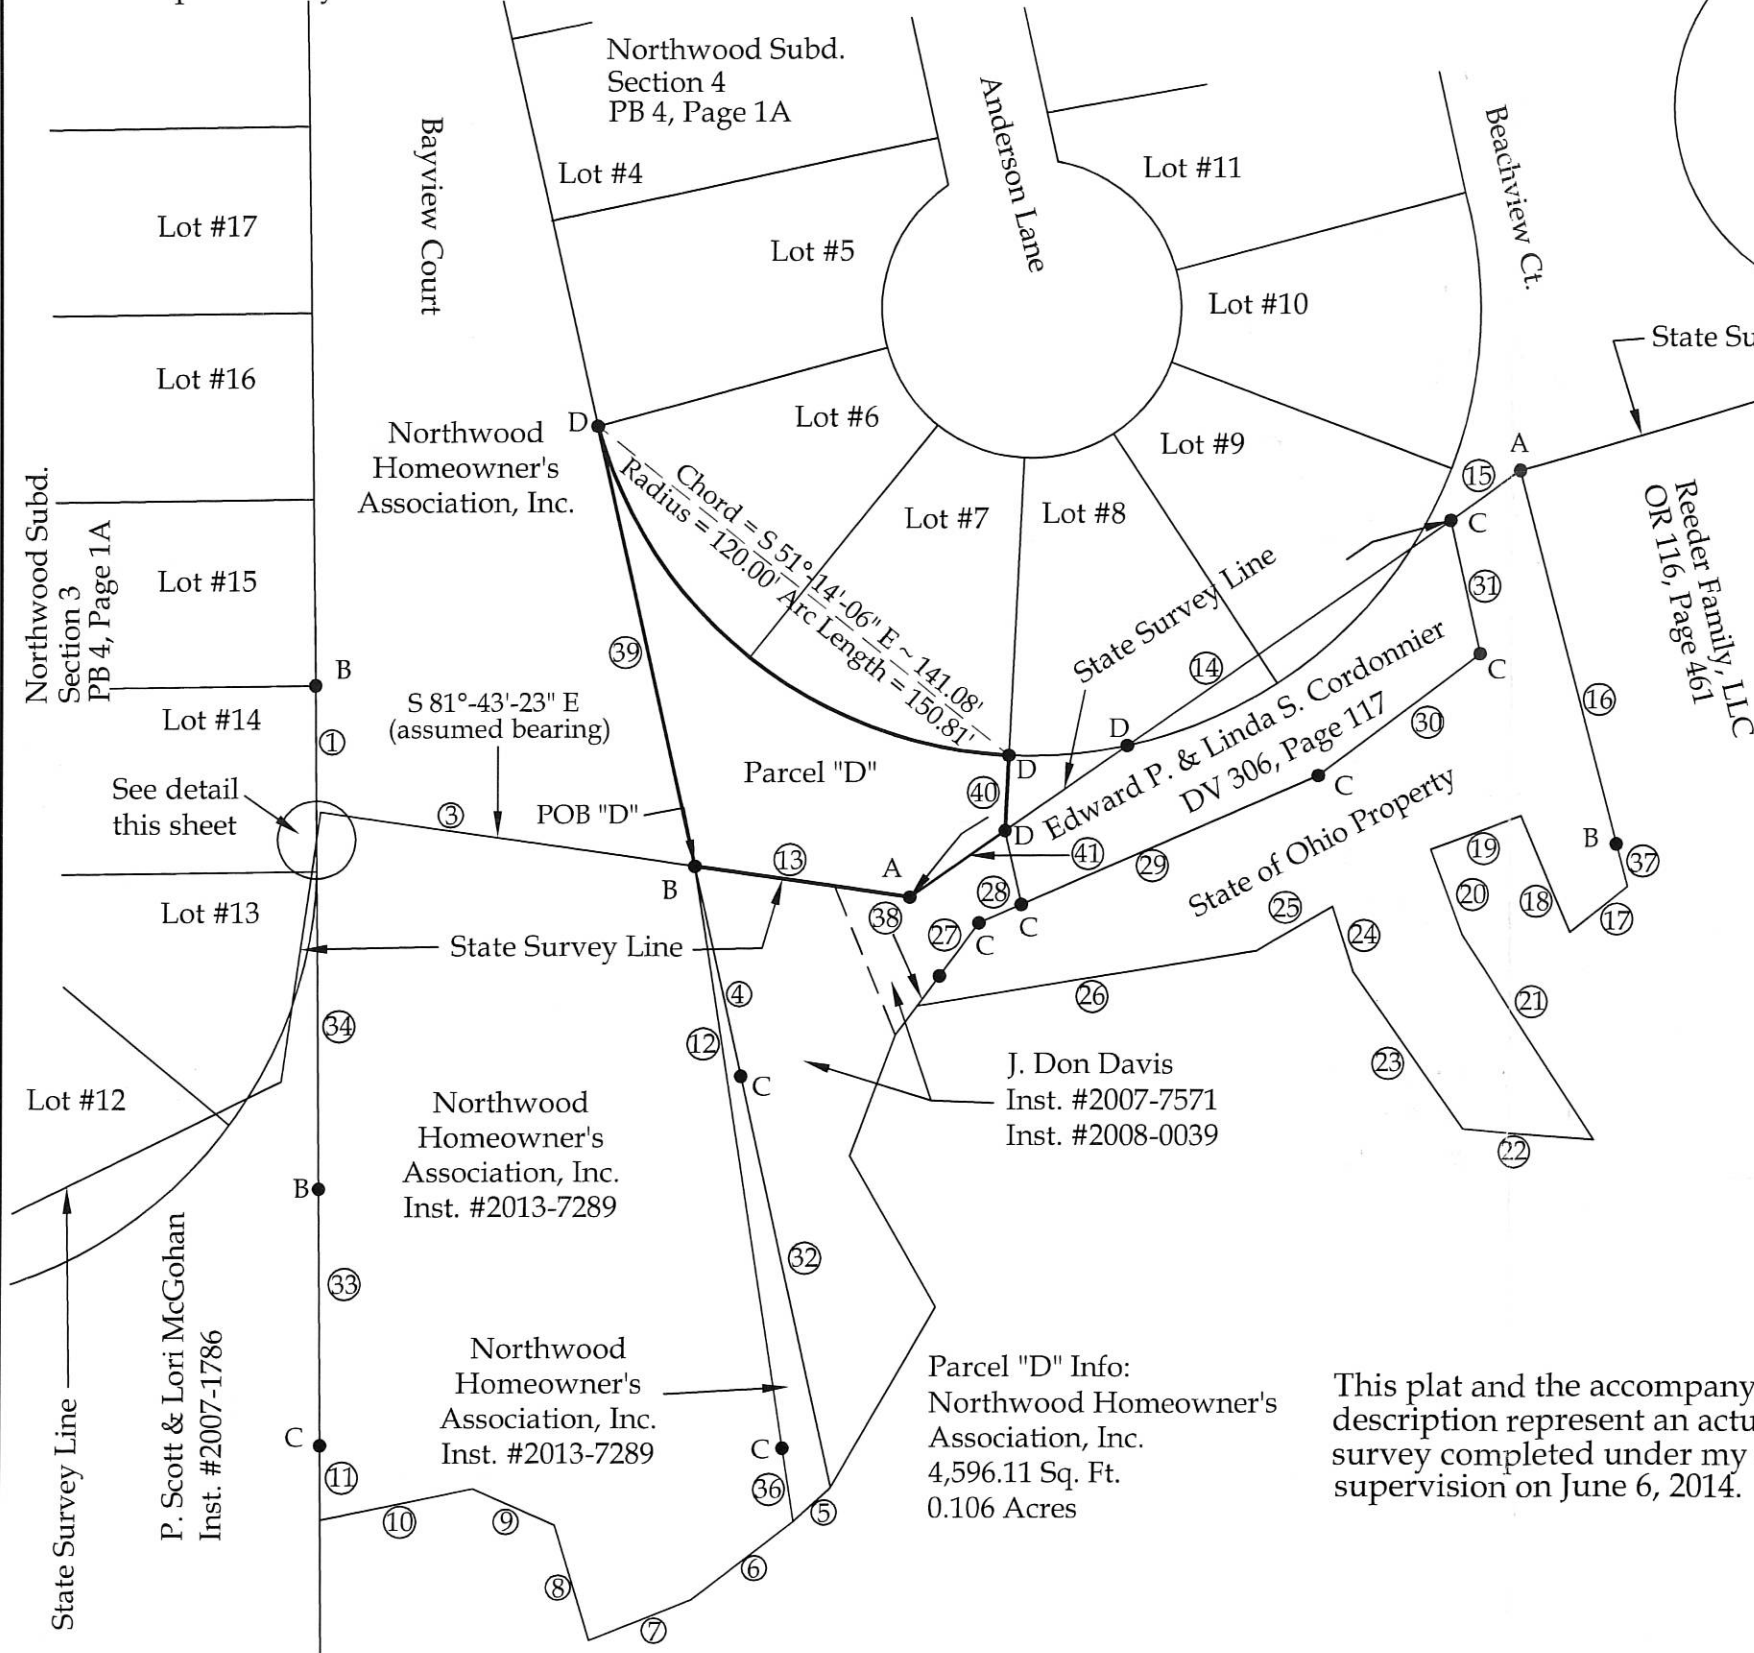 Northwood Subd.
Section 4
PB 4, Page 1A
Anderson Lane
Beachview Ct.
Bayview Court
Lot #4
Lot #11
Lot #17
Lot #5
Lot #10
State Su
Lot #16
Lot #6
Northwood
Homeowner's
Association, Inc.
D
Lot #9
A
15
C
Northwood Subd.
Section 3
PB 4, Page 1A
Chord = S 51°-14'-06" E ~ 141.08'
Radius = 120.00' Arc Length = 150.81'
Lot #7
Lot #8
Reeder Family, LLC
OR 116, Page 461
Lot #15
State Survey Line
31
39
B
14
C
S 81°-43'-23" E
(assumed bearing)
Lot #14
1
16
30
D
Edward P. & Linda S. Cordonnier
DV 306, Page 117
See detail
this sheet
3
POB "D"
Parcel "D"
D
40
C
D
13
A
B
41
29
State of Ohio Property
19
B
37
Lot #13
28
20
18
17
38
27
C
C
25
24
State Survey Line
4
26
21
34
12
23
J. Don Davis
Inst. #2007-7571
Inst. #2008-0039
C
Lot #12
Northwood
Homeowner's
Association, Inc.
Inst. #2013-7289
22
B
32
33
P. Scott & Lori McGohan
Inst. #2007-1786
State Survey Line
Northwood
Homeowner's
Association, Inc.
Inst. #2013-7289
Parcel "D" Info:
Northwood Homeowner's
Association, Inc.
4,596.11 Sq. Ft.
0.106 Acres
This plat and the accompany
description represent an actu
survey completed under my
supervision on June 6, 2014.
C
C
11
36
5
10
9
6
8
7